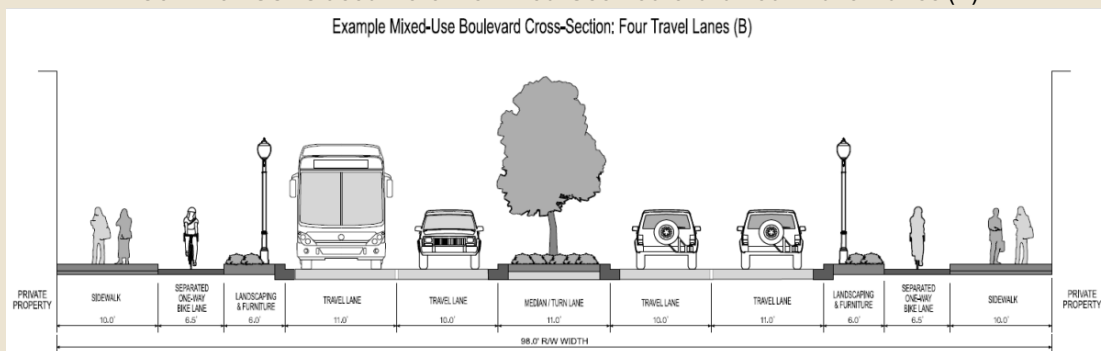 Example Mixed-Use Boulevard Cross-Section: Four Travel Lanes (B)
PRIVATE
PROPERTY
SIDEWALK
10.0'
SEPARATED
ONE-WAY
BIKE LANE
6.5'
LANDSCAPING
& FURNITURE
6.0'
TRAVEL LANE
11.0'
TRAVEL LANE
10.0'
MEDIAN / TURN LANE
11.0'
TRAVEL LANE
10.0'
TRAVEL LANE
11.0'
LANDSCAPING
& FURNITURE
6.0'
SEPARATED
ONE-WAY
BIKE LANE
6.5'
SIDEWALK
10.0'
PRIVATE
PROPERTY
98.0' R/W WIDTH